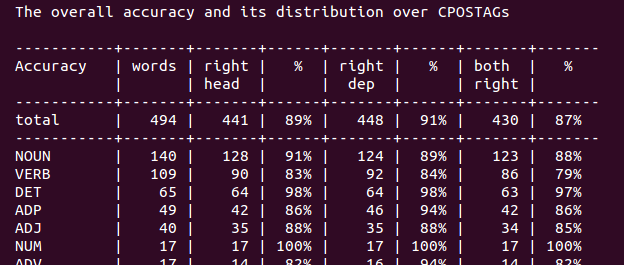 The overall accuracy and its distribution over CPOSTAGs
-----------+-------+-------+------+-------+------+-------+-------
Accuracy   | words | right |   %  | right |   %  | both  |   %
           |       | head  |      | dep   |      | right |
-----------+-------+-------+------+-------+------+-------+-------
total      |   494 |   441 |  89% |   448 |  91% |   430 |  87%
-----------+-------+-------+------+-------+------+-------+-------
NOUN       |   140 |   128 |  91% |   124 |  89% |   123 |  88%
VERB       |   109 |    90 |  83% |    92 |  84% |    86 |  79%
DET        |    65 |    64 |  98% |    64 |  98% |    63 |  97%
ADP        |    49 |    42 |  86% |    46 |  94% |    42 |  86%
ADJ        |    40 |    35 |  88% |    35 |  88% |    34 |  85%
NUM        |    17 |    17 | 100% |    17 | 100% |    17 | 100%
ADV        |    17 |    14 |  82% |    16 |  94% |    14 |  82%